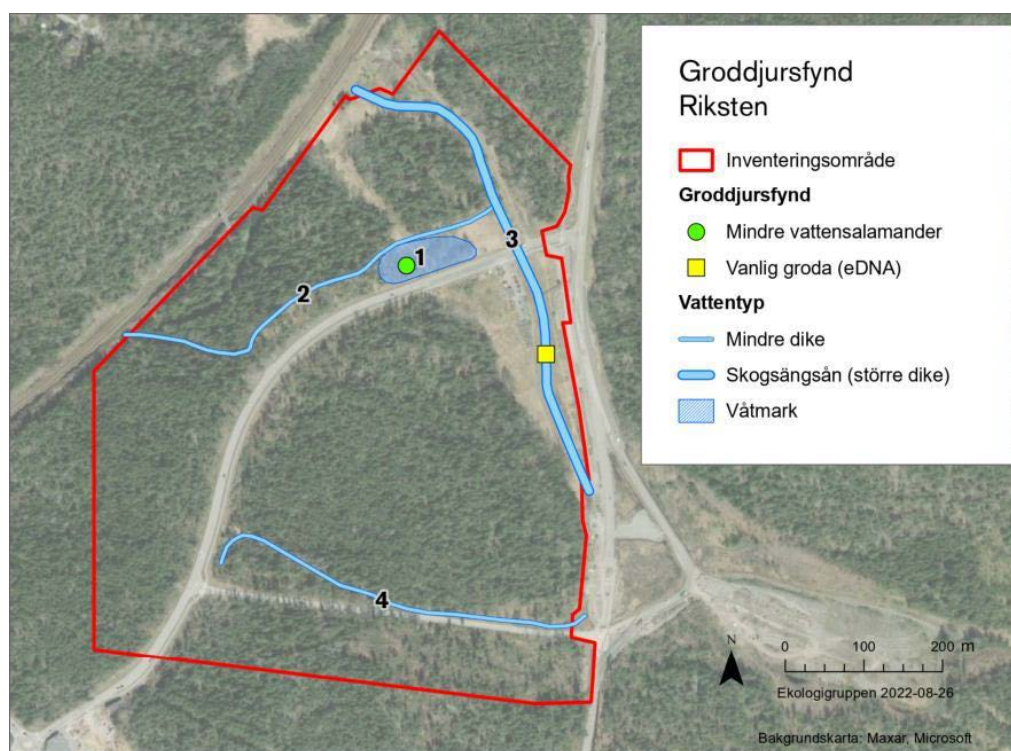 Groddjursfynd
Riksten
Inventeringsområde
Groddjursfynd
Mindre vattensalamander
Vanlig groda (eDNA)
Vattentyp
Mindre dike
Skogsängsån (större dike)
Våtmark
1
2
3
4
N
0 100 200 m
Ekologigruppen 2022-08-26
Bakgrundskarta: Maxar, Microsoft